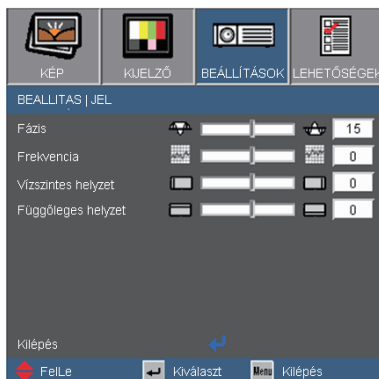 KÉP KIJELZŐ BEÁLLÍTÁSOK LEHETŐSÉGEK
BEALLITAS | JEL
Fázis 15
Frekvencia 0
Vízszintes helyzet 0
Függőleges helyzet 0
Kilépés
FelLe Kiválaszt Menu Kilépés